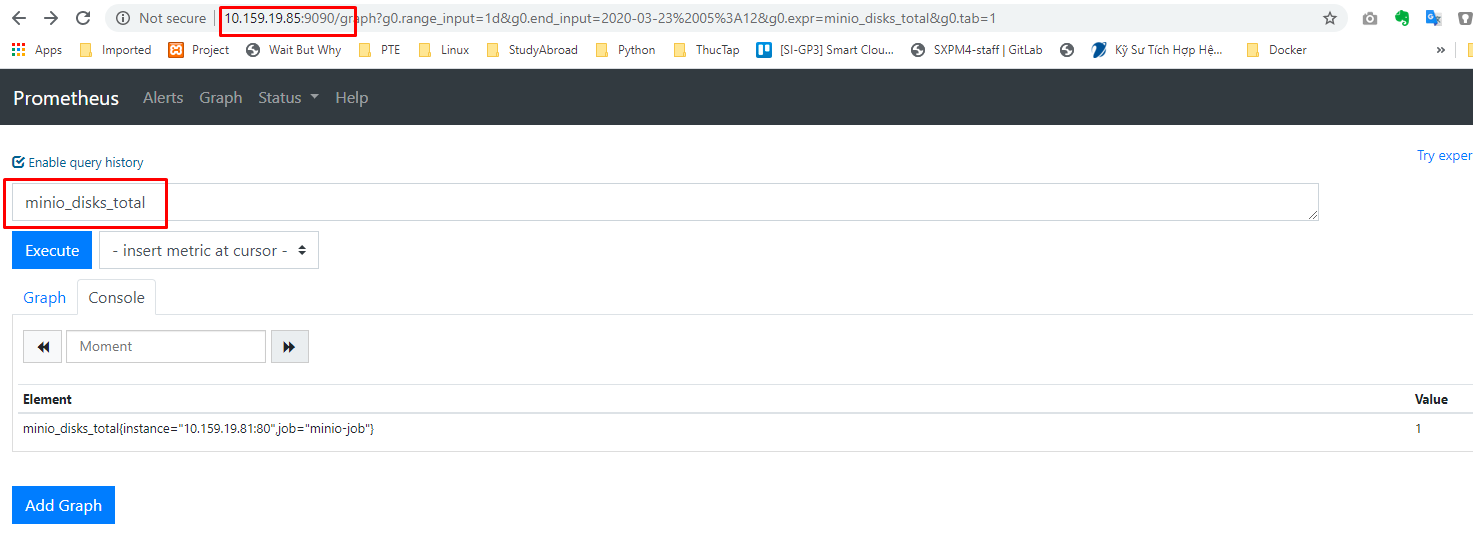 Not secure | 10.159.19.85:9090/graph?g0.range_input=1d&g0.end_input=2020-03-23%2005%3A12&g0.expr=minio_disks_total&g0.tab=1
Apps Imported Project Wait But Why PTE Linux StudyAbroad Python ThucTap [SI-GP3] Smart Clou... SXPM4-staff | GitLab Kỹ Sư Tích Hợp Hệ... Docker »
Prometheus Alerts Graph Status Help
Enable query history Try exper
minio_disks_total
Execute - insert metric at cursor -
Graph Console
Moment
Element Value
minio_disks_total{instance="10.159.19.81:80",job="minio-job"} 1
Add Graph